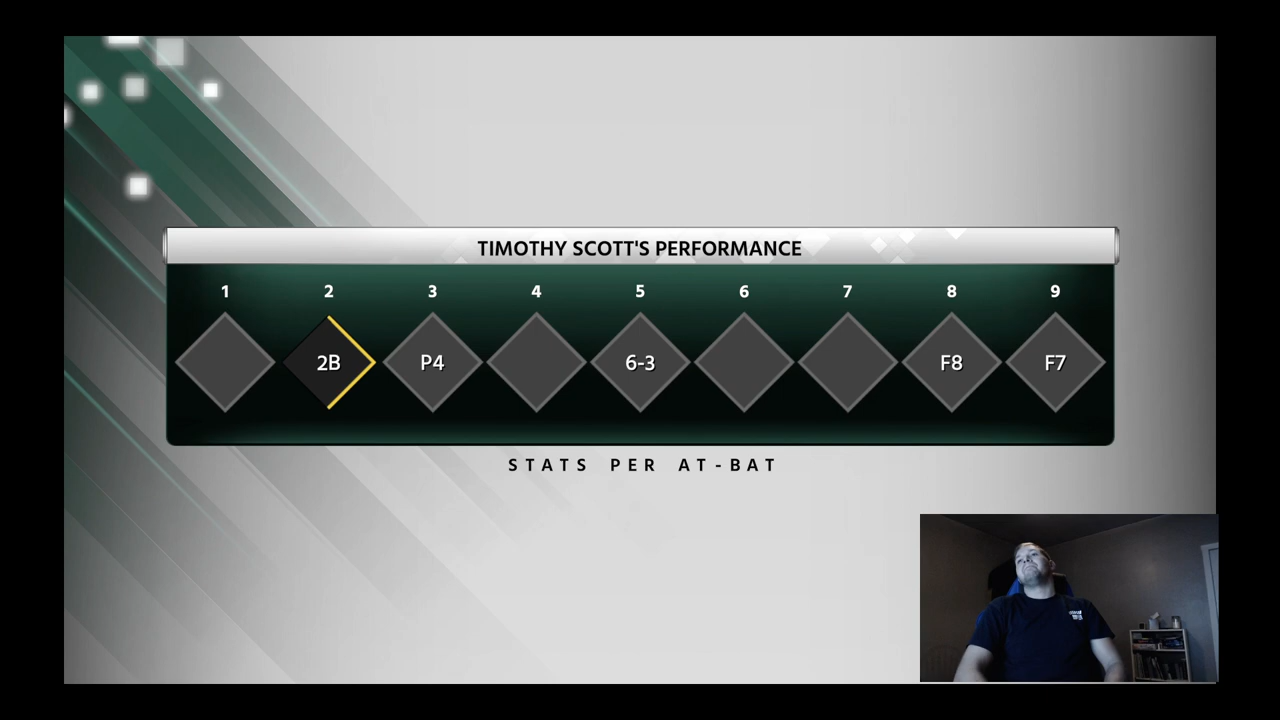 TIMOTHY SCOTT'S PERFORMANCE
1 2 3 4 5 6 7 8 9
2B P4 6-3 F8 F7
STATS PER AT-BAT